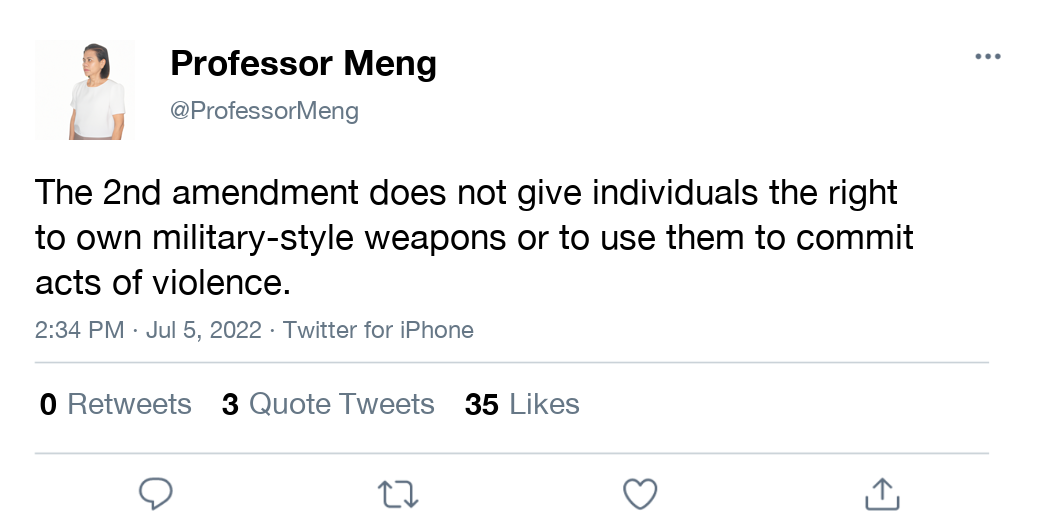 Professor Meng
@ProfessorMeng
The 2nd amendment does not give individuals the right
to own military-style weapons or to use them to commit
acts of violence.
2:34 PM · Jul 5, 2022 · Twitter for iPhone
0 Retweets 3 Quote Tweets 35 Likes